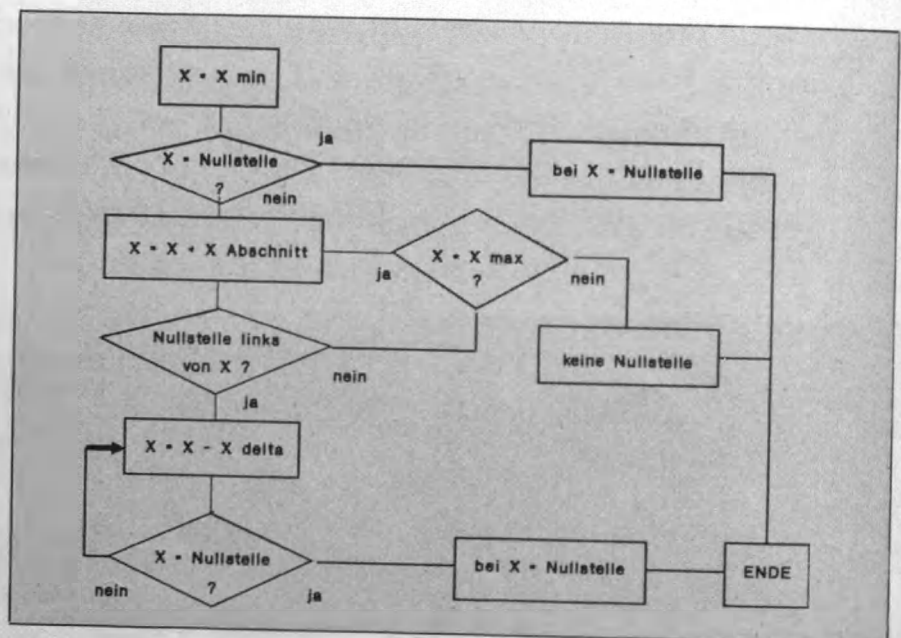 X = X min
ja
X = Nullstelle
?
nein
bei X = Nullstelle
X = X + X Abschnitt
ja
X = X max
?
nein
Nullstelle links
von X ?
nein
keine Nullstelle
ja
X = X - X delta
X = Nullstelle
?
nein
ja
bei X = Nullstelle
ENDE